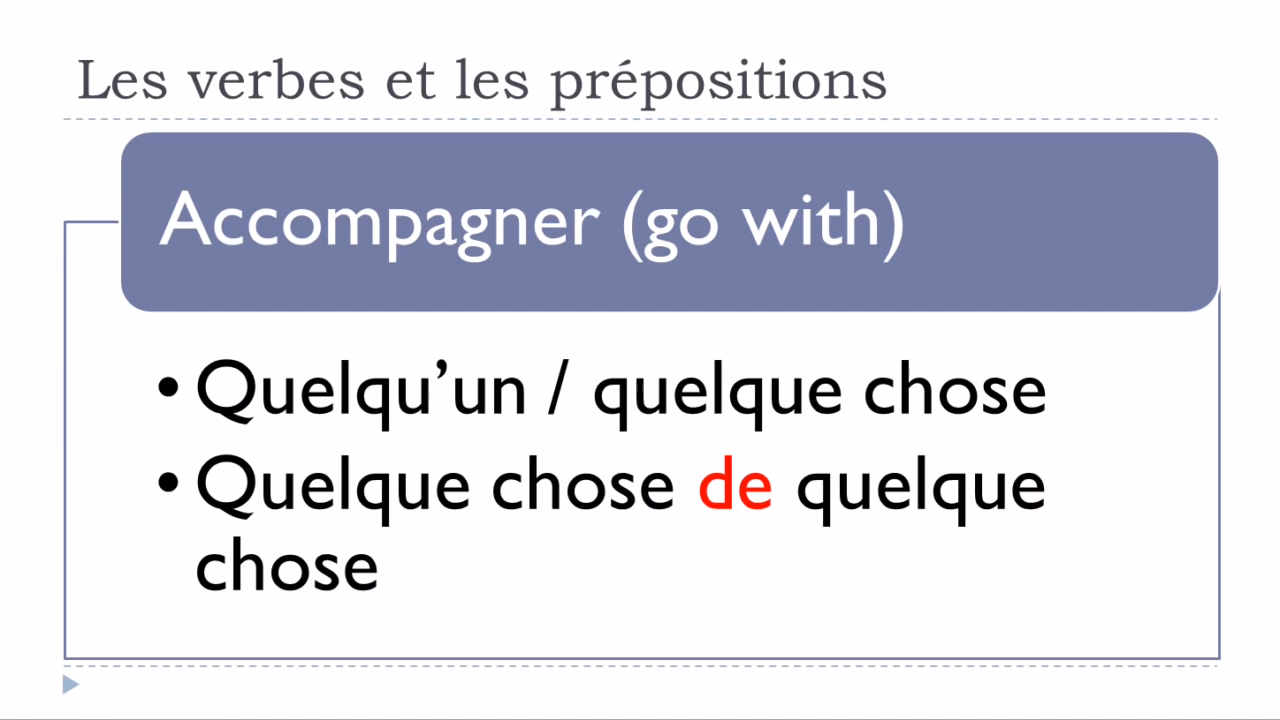 Les verbes et les prépositions
Accompagner (go with)
• Quelqu’un / quelque chose
• Quelque chose de quelque
chose